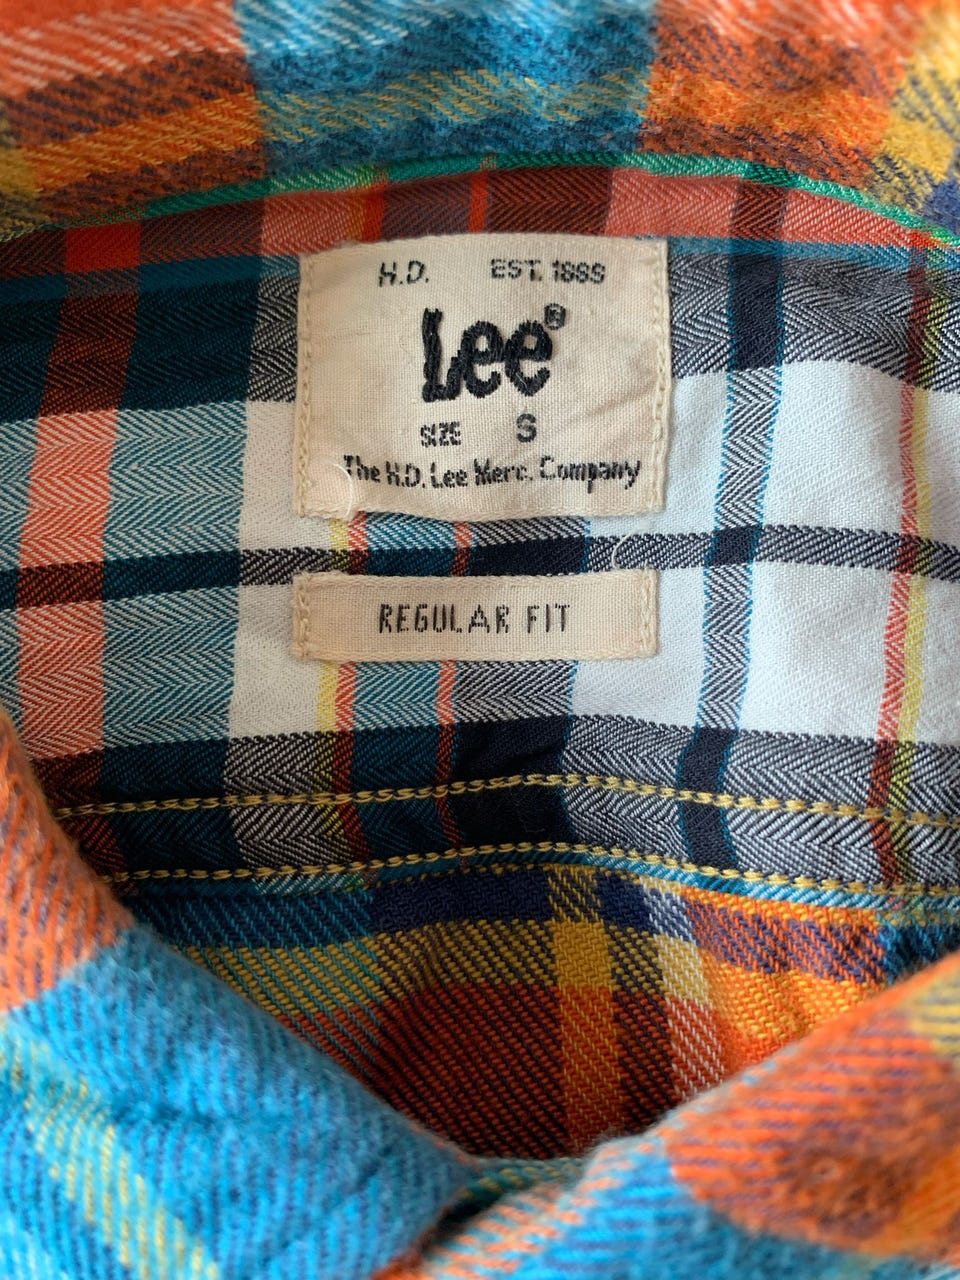 H.D. EST. 1889
Lee®
SIZE S
The H.D. Lee Merc. Company
REGULAR FIT